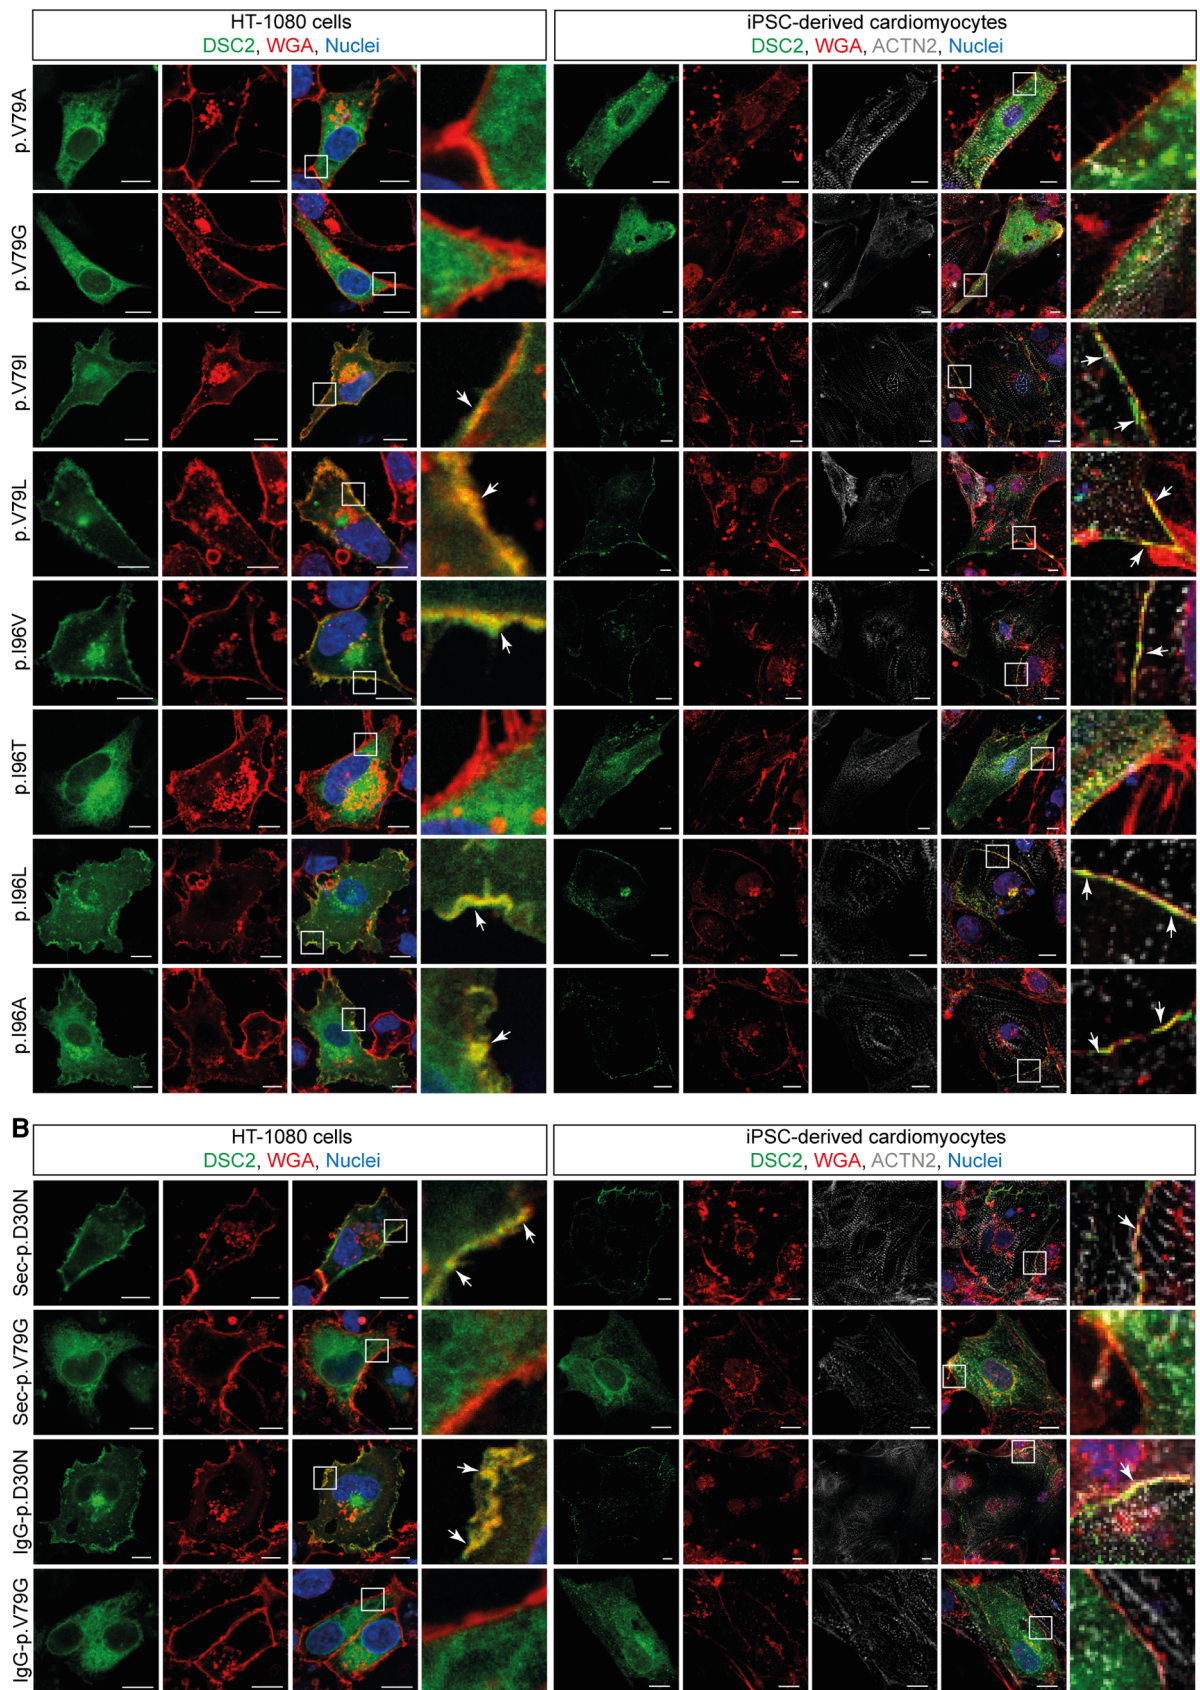 HT-1080 cells
DSC2, WGA, Nuclei
iPSC-derived cardiomyocytes
DSC2, WGA, ACTN2, Nuclei
p.V79A
p.V79G
p.V79I
p.V79L
p.I96V
p.I96T
p.I96L
p.I96A
B
HT-1080 cells
DSC2, WGA, Nuclei
iPSC-derived cardiomyocytes
DSC2, WGA, ACTN2, Nuclei
Sec-p.D30N
Sec-p.V79G
IgG-p.D30N
IgG-p.V79G